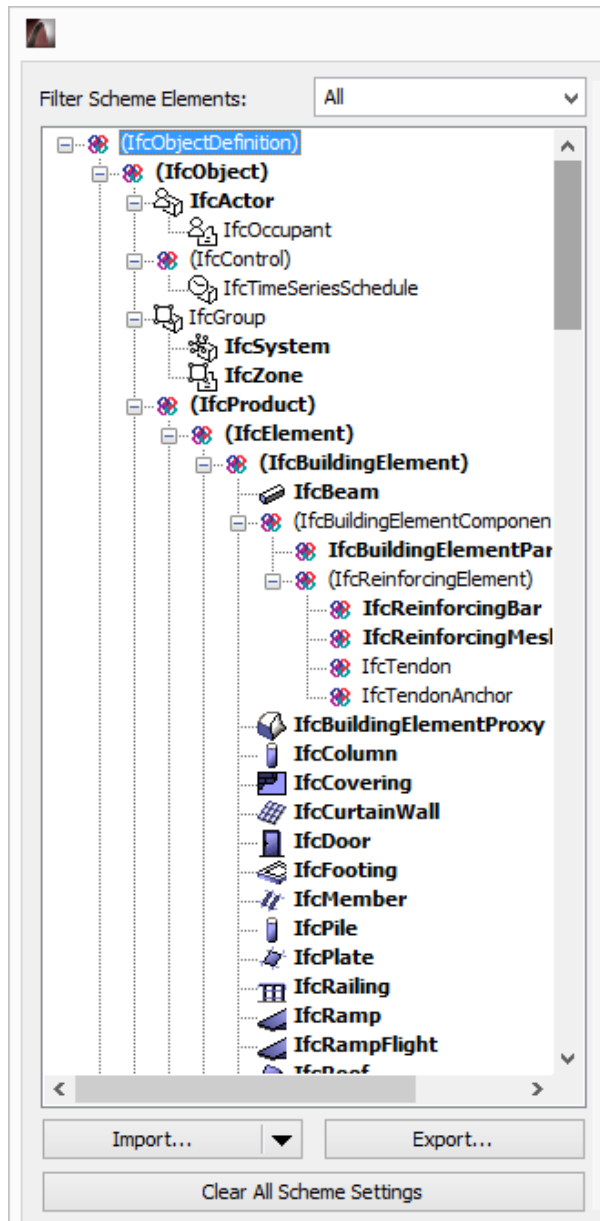 Filter Scheme Elements: All
(IfcObjectDefinition)
(IfcObject)
IfcActor
IfcOccupant
(IfcControl)
IfcTimeSeriesSchedule
IfcGroup
IfcSystem
IfcZone
(IfcProduct)
(IfcElement)
(IfcBuildingElement)
IfcBeam
(IfcBuildingElementComponen
IfcBuildingElementPar
(IfcReinforcingElement)
IfcReinforcingBar
IfcReinforcingMesh
IfcTendon
IfcTendonAnchor
IfcBuildingElementProxy
IfcColumn
IfcCovering
IfcCurtainWall
IfcDoor
IfcFooting
IfcMember
IfcPile
IfcPlate
IfcRailing
IfcRamp
IfcRampFlight
IfcRoof
Import... Export...
Clear All Scheme Settings